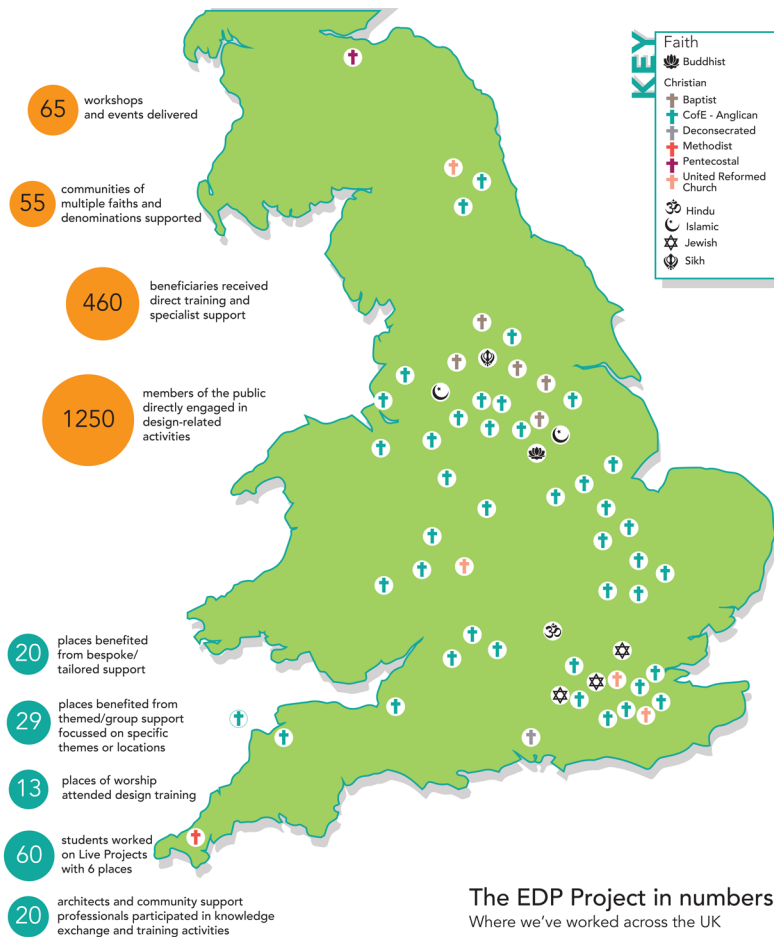 65
workshops
and events delivered
55
communities of
multiple faiths and
denominations supported
460
beneficiaries received
direct training and
specialist support
1250
members of the public
directly engaged in
design-related
activities
20
places benefited
from bespoke/
tailored support
29
places benefited from
themed/group support
focussed on specific
themes or locations
13
places of worship
attended design training
60
students worked
on Live Projects
with 6 places
20
architects and community support
professionals participated in knowledge
exchange and training activities
KEY
Faith
Buddhist
Christian
Baptist
CofE - Anglican
Deconsecrated
Methodist
Pentecostal
United Reformed
Church
ॐ Hindu
Islamic
Jewish
Sikh
ॐ
The EDP Project in numbers
Where we’ve worked across the UK